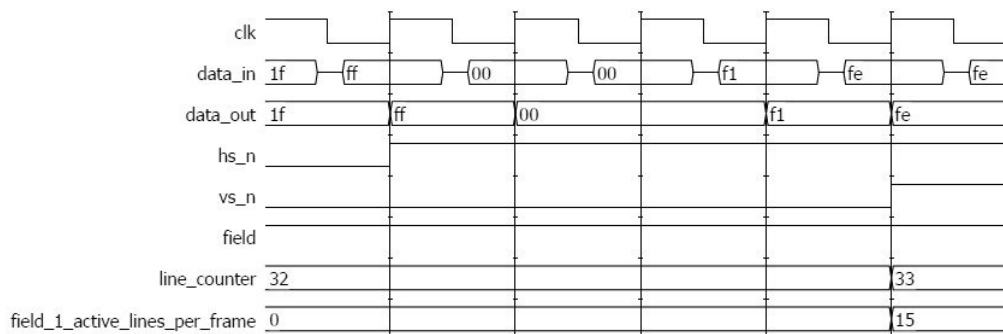 clk
data_in 1f ff 00 00 f1 fe fe
data_out 1f ff 00 f1 fe
hs_n
vs_n
field
line_counter 32 33
field_1_active_lines_per_frame 0 15